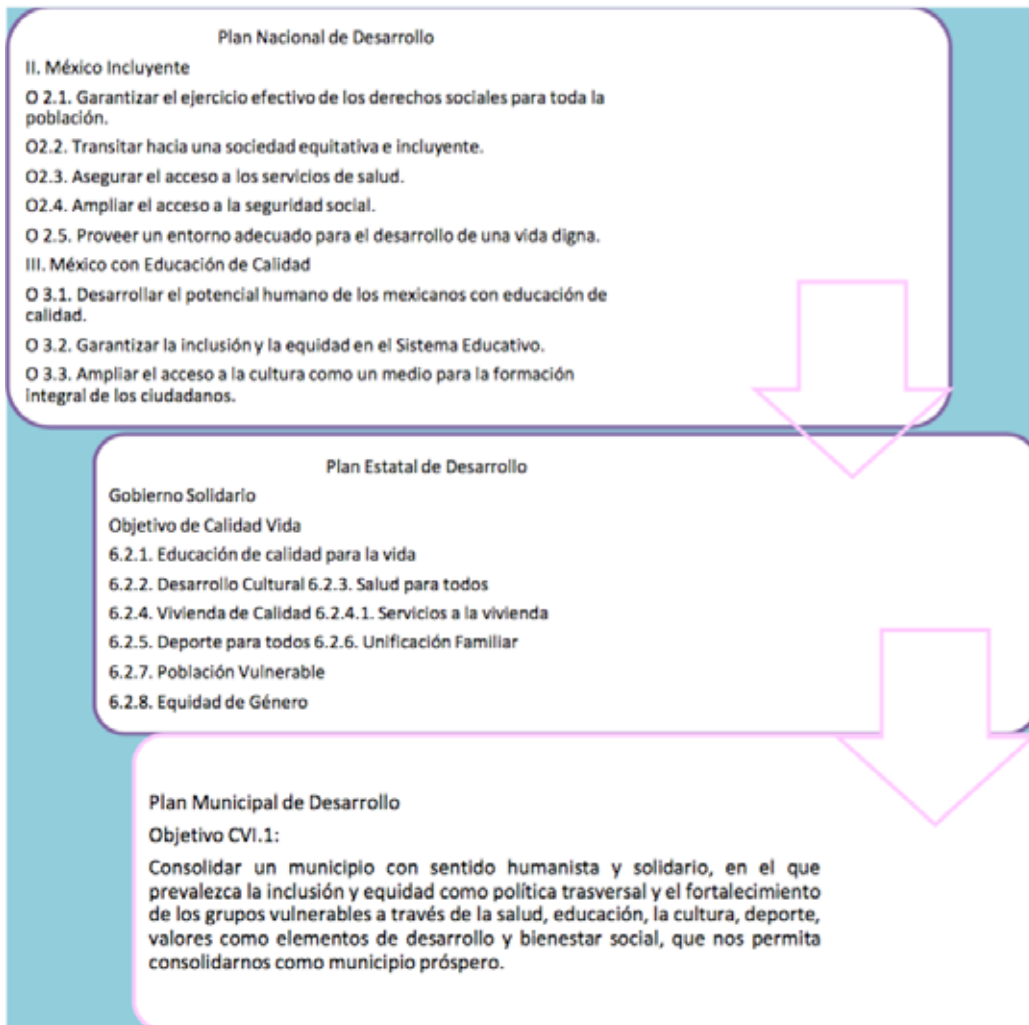 Plan Nacional de Desarrollo
II. México Incluyente
O 2.1. Garantizar el ejercicio efectivo de los derechos sociales para toda la
población.
O2.2. Transitar hacia una sociedad equitativa e incluyente.
O2.3. Asegurar el acceso a los servicios de salud.
O2.4. Ampliar el acceso a la seguridad social.
O 2.5. Proveer un entorno adecuado para el desarrollo de una vida digna.
III. México con Educación de Calidad
O 3.1. Desarrollar el potencial humano de los mexicanos con educación de
calidad.
O 3.2. Garantizar la inclusión y la equidad en el Sistema Educativo.
O 3.3. Ampliar el acceso a la cultura como un medio para la formación
integral de los ciudadanos.
Plan Estatal de Desarrollo
Gobierno Solidario
Objetivo de Calidad Vida
6.2.1. Educación de calidad para la vida
6.2.2. Desarrollo Cultural 6.2.3. Salud para todos
6.2.4. Vivienda de Calidad 6.2.4.1. Servicios a la vivienda
6.2.5. Deporte para todos 6.2.6. Unificación Familiar
6.2.7. Población Vulnerable
6.2.8. Equidad de Género
Plan Municipal de Desarrollo
Objetivo CVI.1:
Consolidar un municipio con sentido humanista y solidario, en el que
prevalezca la inclusión y equidad como política trasversal y el fortalecimiento
de los grupos vulnerables a través de la salud, educación, la cultura, deporte,
valores como elementos de desarrollo y bienestar social, que nos permita
consolidarnos como municipio próspero.